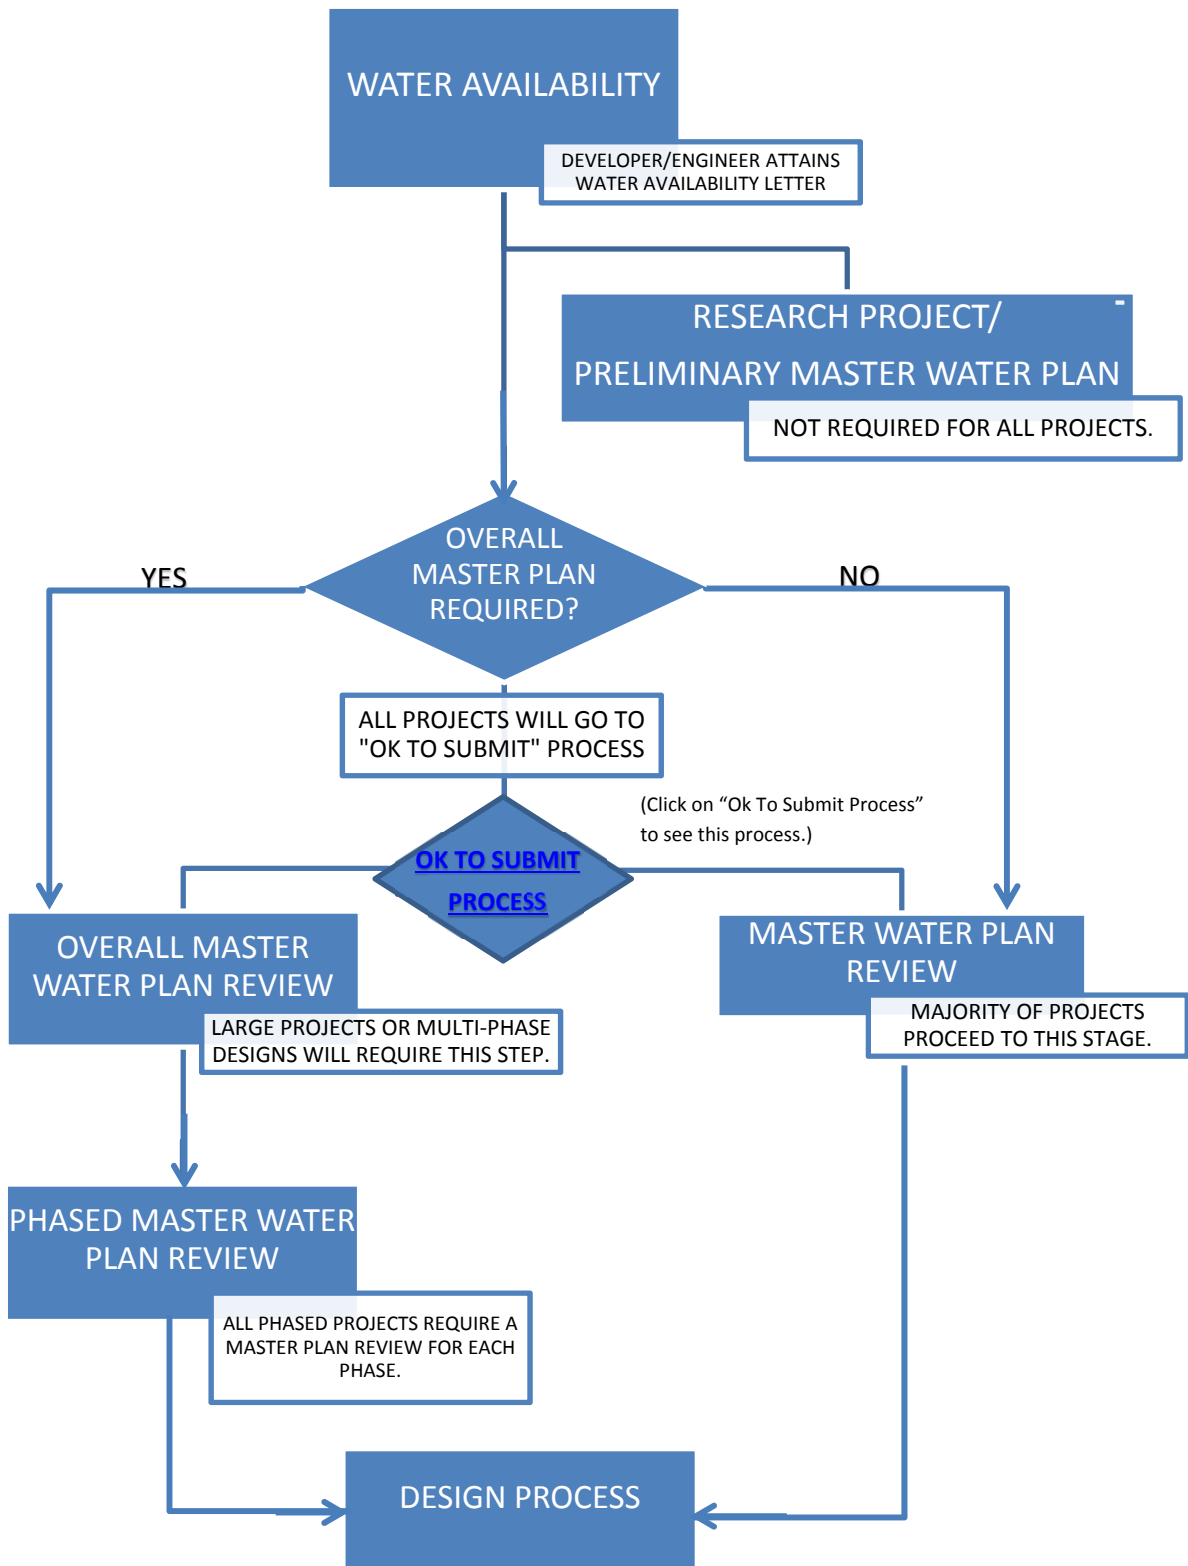 WATER AVAILABILITY
DEVELOPER/ENGINEER ATTAINS
WATER AVAILABILITY LETTER
RESEARCH PROJECT/
PRELIMINARY MASTER WATER PLAN
NOT REQUIRED FOR ALL PROJECTS.
OVERALL
MASTER PLAN
REQUIRED?
YES
NO
ALL PROJECTS WILL GO TO
"OK TO SUBMIT" PROCESS
(Click on “Ok To Submit Process”
to see this process.)
OK TO SUBMIT
PROCESS
OVERALL MASTER
WATER PLAN REVIEW
LARGE PROJECTS OR MULTI-PHASE
DESIGNS WILL REQUIRE THIS STEP.
MASTER WATER PLAN
REVIEW
MAJORITY OF PROJECTS
PROCEED TO THIS STAGE.
PHASED MASTER WATER
PLAN REVIEW
ALL PHASED PROJECTS REQUIRE A
MASTER PLAN REVIEW FOR EACH
PHASE.
DESIGN PROCESS